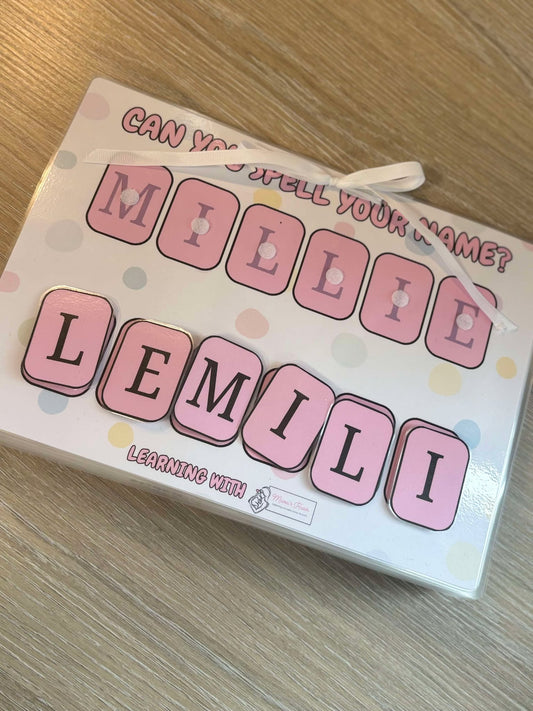 CAN YOU SPELL YOUR NAME?
MILLIE
LEMILI
LEARNING WITH